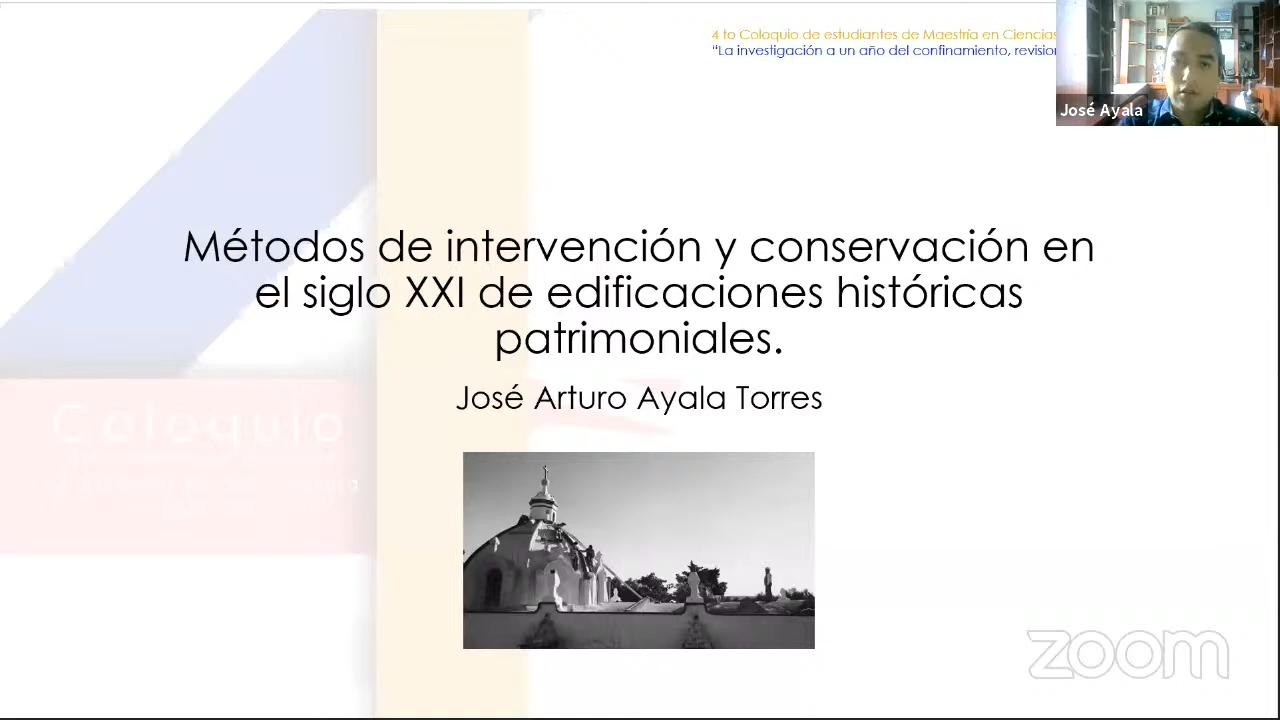 4 to Coloquio de estudiantes de Maestría en Ciencias
"La investigación a un año del confinamiento,
José Ayala
Métodos de intervención y conservación en
el siglo XXI de edificaciones históricas
patrimoniales.
José Arturo Ayala Torres
Coloquio
zoom